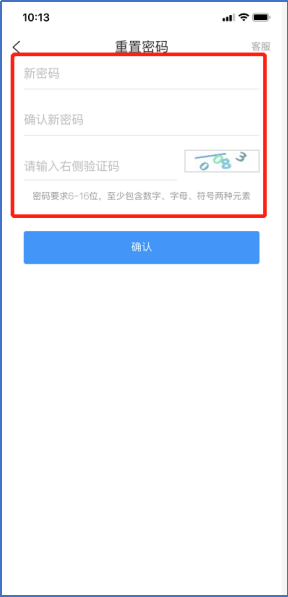 10:13
重置密码
客服
新密码
确认新密码
请输入右侧验证码
密码要求6-16位，至少包含数字、字母、符号两种元素
确认